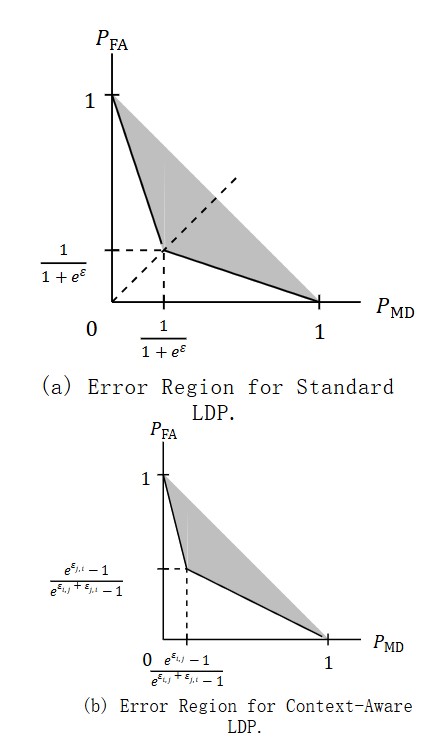 P_FA
1
1
1 + e^ε
0
1
1 + e^ε
1
P_MD
(a) Error Region for Standard
LDP.
P_FA
1
e^{ε_{j,i}} − 1
e^{ε_{i,j} + ε_{j,i}} − 1
0
e^{ε_{i,j}} − 1
e^{ε_{i,j} + ε_{j,i}} − 1
1
P_MD
(b) Error Region for Context-Aware
LDP.